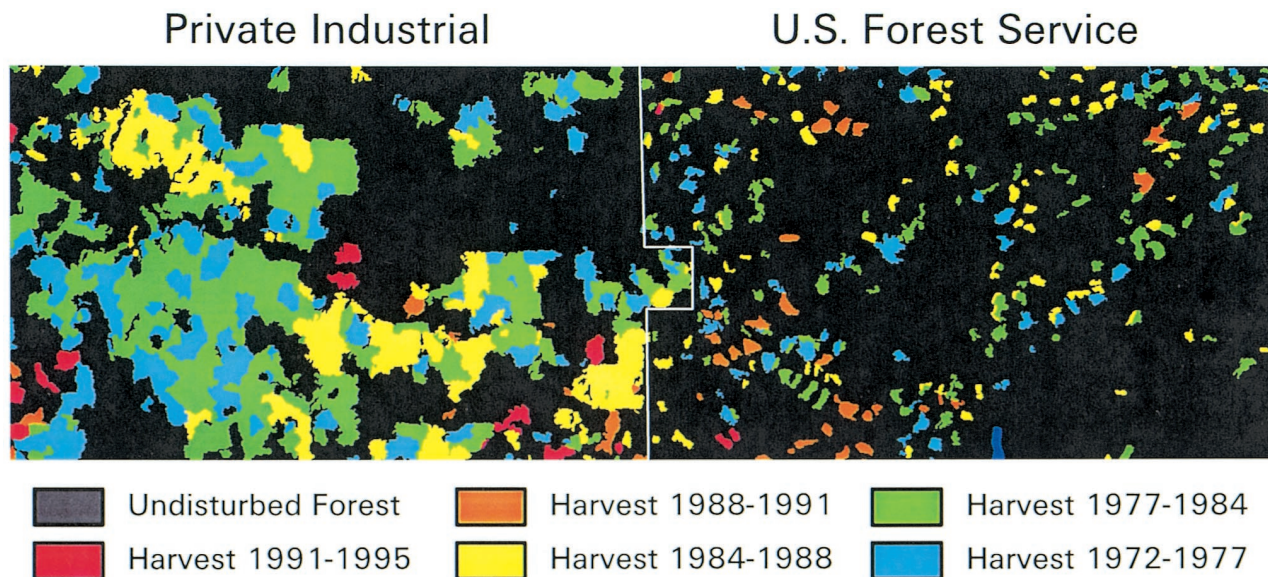 Private Industrial
U.S. Forest Service
Undisturbed Forest
Harvest 1988-1991
Harvest 1977-1984
Harvest 1991-1995
Harvest 1984-1988
Harvest 1972-1977